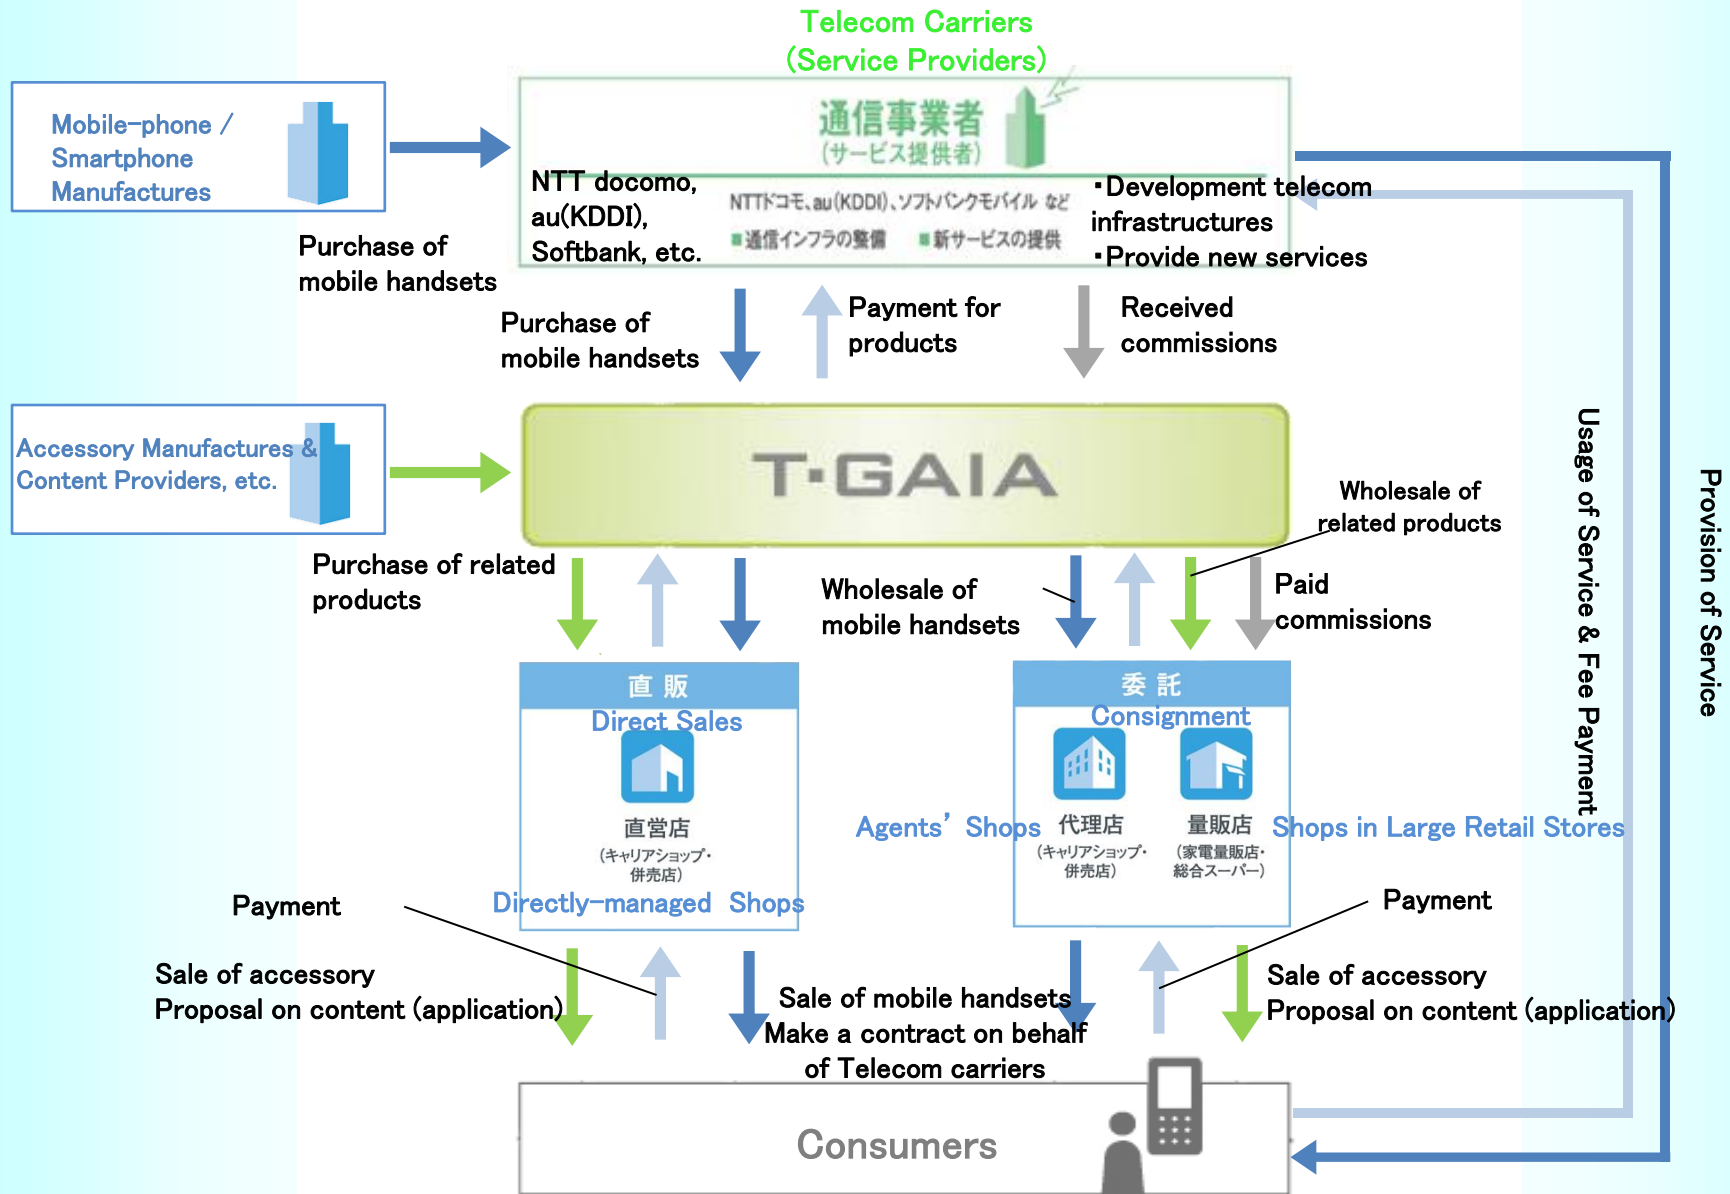 Telecom Carriers
(Service Providers)
Mobile-phone /
Smartphone
Manufactures
通信事業者
(サービス提供者)
NTT docomo,
au(KDDI),
Softbank, etc.
NTTドコモ、au(KDDI)、ソフトバンクモバイル など
■通信インフラの整備 ■新サービスの提供
・Development telecom
infrastructures
・Provide new services
Purchase of
mobile handsets
Purchase of
mobile handsets
Payment for
products
Received
commissions
Accessory Manufactures &
Content Providers, etc.
T・GAIA
Wholesale of
related products
Purchase of related
products
Wholesale of
mobile handsets
Paid
commissions
Usage of Service & Fee Payment
Provision of Service
直 販
Direct Sales
直営店
(キャリアショップ・
併売店)
Directly-managed Shops
委 託
Consignment
Agents’ Shops
代理店
(キャリアショップ・
併売店)
量販店
(家電量販店・
総合スーパー)
Shops in Large Retail Stores
Payment
Payment
Sale of accessory
Proposal on content (application)
Sale of mobile handsets
Make a contract on behalf
of Telecom carriers
Sale of accessory
Proposal on content (application)
Consumers